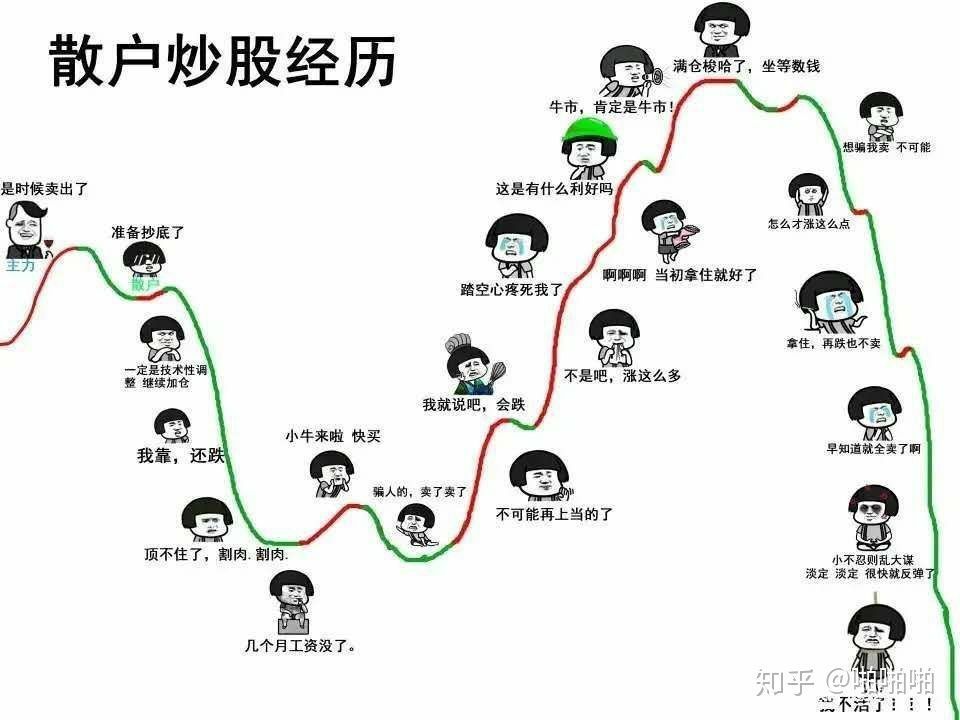 散户炒股经历
是时候卖出了
主力
准备抄底了
散户
一定是技术性调
整 继续加仓
我靠，还跌
顶不住了，割肉.割肉.
几个月工资没了。
小牛来啦 快买
骗人的，卖了卖了
我就说吧，会跌
不可能再上当的了
不是吧，涨这么多
踏空心疼死我了
啊啊啊 当初拿住就好了
这是有什么利好吗
牛市，肯定是牛市！
满仓梭哈了，坐等数钱
想骗我卖 不可能
怎么才涨这么点
拿住，再跌也不卖
早知道就全卖了啊
小不忍则乱大谋
淡定 淡定 很快就反弹了
我不活了！！！
知乎 @啪啪啪